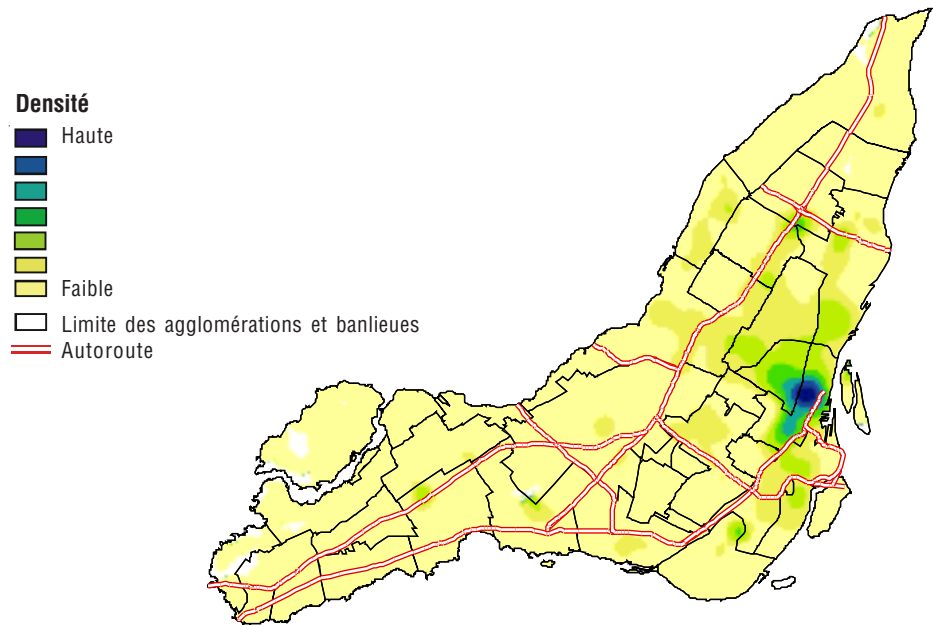 Densité
Haute
Faible
Limite des agglomérations et banlieues
Autoroute